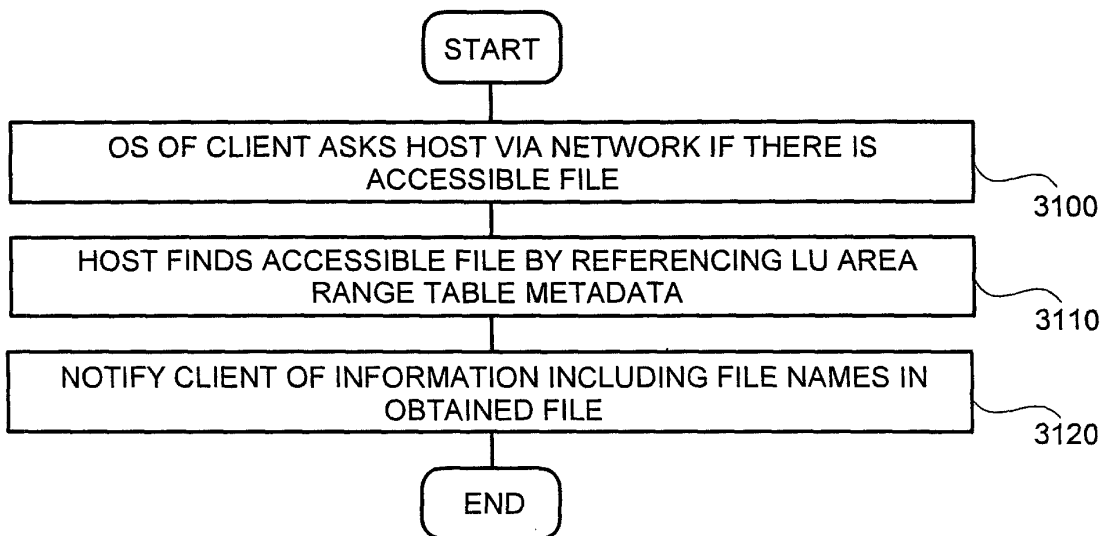 START
OS OF CLIENT ASKS HOST VIA NETWORK IF THERE IS
ACCESSIBLE FILE
3100
HOST FINDS ACCESSIBLE FILE BY REFERENCING LU AREA
RANGE TABLE METADATA
3110
NOTIFY CLIENT OF INFORMATION INCLUDING FILE NAMES IN
OBTAINED FILE
3120
END